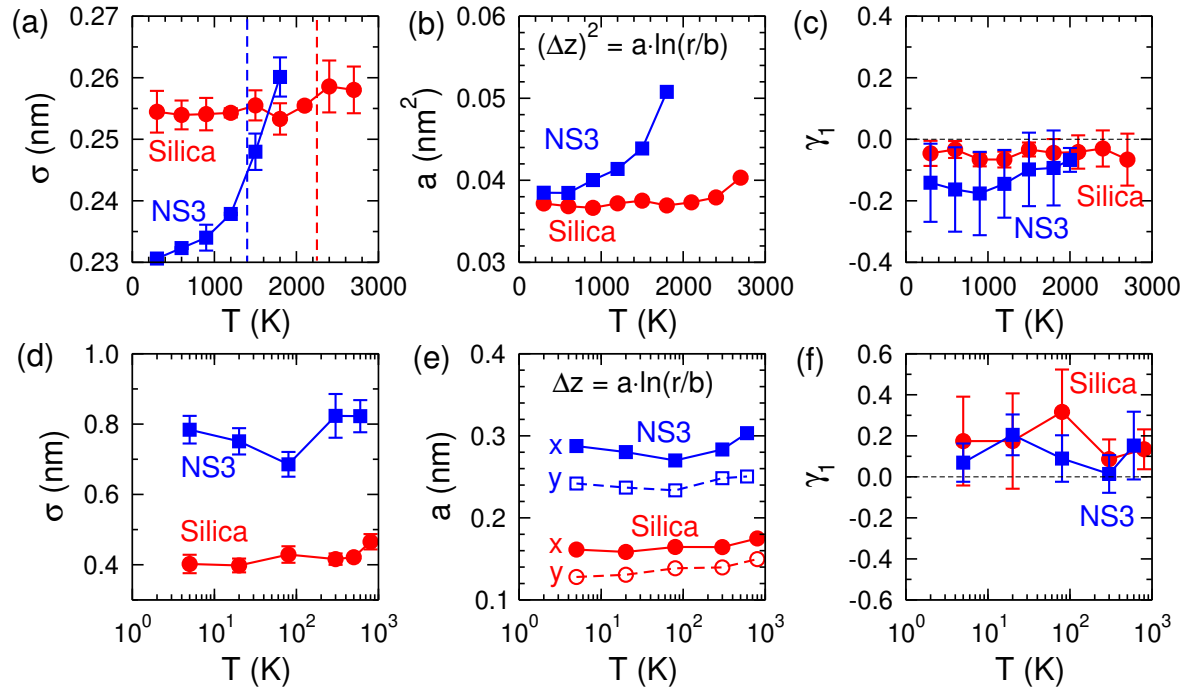 (a)
σ (nm)
0.27
0.26
0.25
0.24
0.23
Silica
NS3
0 1000 2000 3000
T (K)
(b)
a (nm²)
0.06
0.05
0.04
0.03
(Δz)² = a·ln(r/b)
NS3
Silica
0 1000 2000 3000
T (K)
(c)
γ₁
0.4
0.2
0.0
-0.2
-0.4
Silica
NS3
0 1000 2000 3000
T (K)
(d)
σ (nm)
1.0
0.8
0.6
0.4
NS3
Silica
10⁰ 10¹ 10² 10³
T (K)
(e)
a (nm)
0.4
0.3
0.2
0.1
Δz = a·ln(r/b)
x
NS3
y
Silica
x
y
10⁰ 10¹ 10² 10³
T (K)
(f)
γ₁
0.6
0.4
0.2
0.0
-0.2
-0.4
-0.6
Silica
NS3
10⁰ 10¹ 10² 10³
T (K)